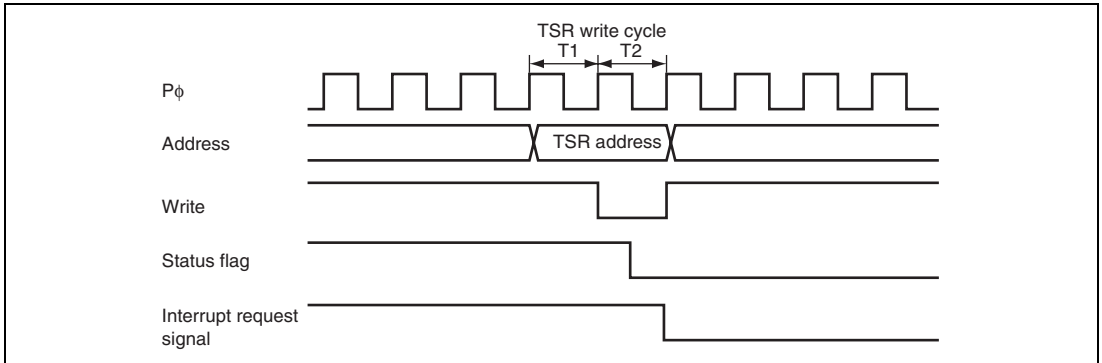 TSR write cycle
T1 T2
Pϕ
Address
TSR address
Write
Status flag
Interrupt request
signal